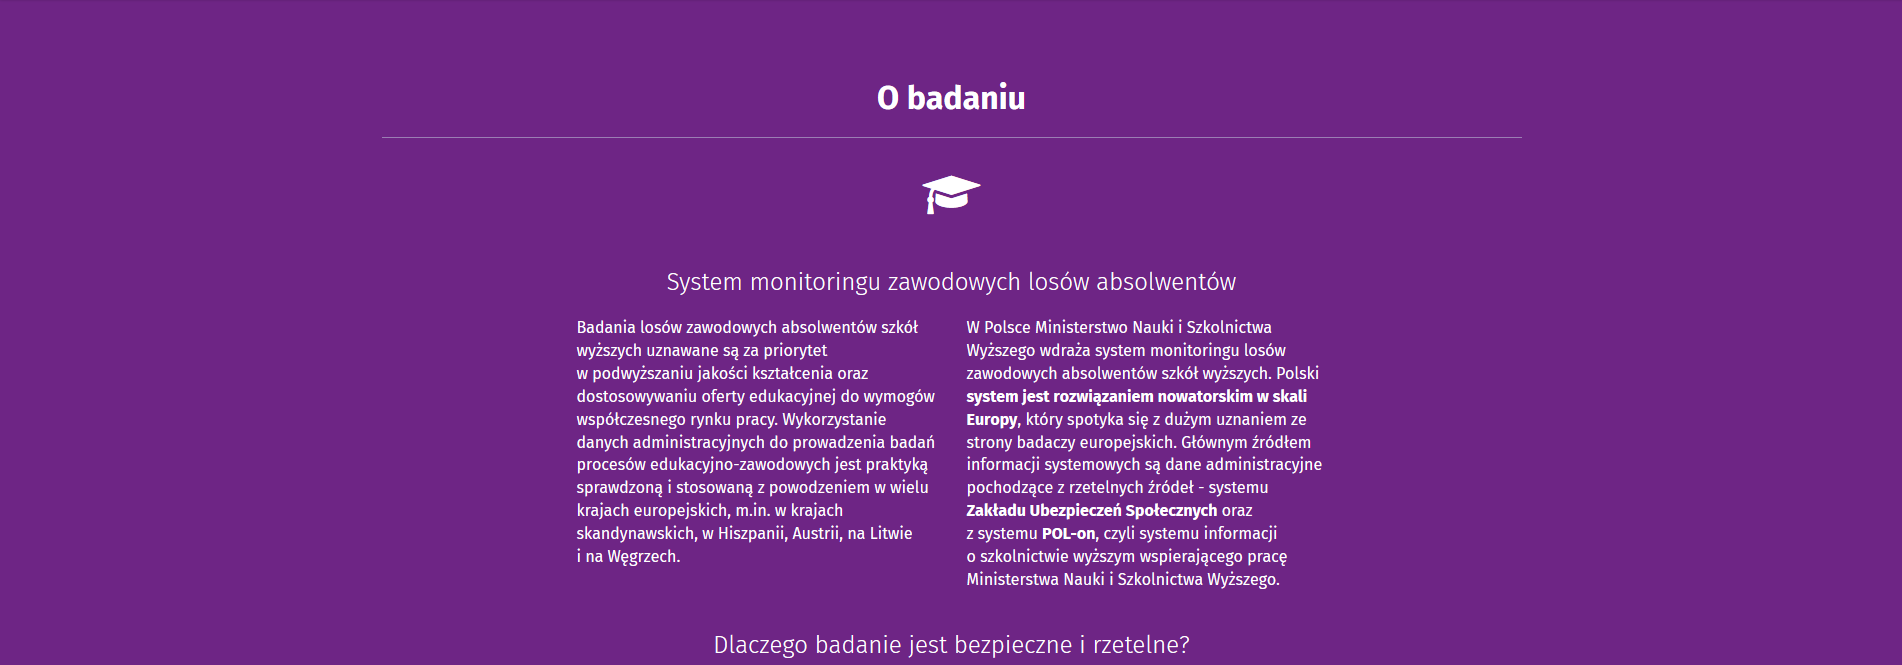 O badaniu
System monitoringu zawodowych losów absolwentów
Badania losów zawodowych absolwentów szkół
wyższych uznawane są za priorytet
w podwyższaniu jakości kształcenia oraz
dostosowywaniu oferty edukacyjnej do wymogów
współczesnego rynku pracy. Wykorzystanie
danych administracyjnych do prowadzenia badań
procesów edukacyjno-zawodowych jest praktyką
sprawdzoną i stosowaną z powodzeniem w wielu
krajach europejskich, m.in. w krajach
skandynawskich, w Hiszpanii, Austrii, na Litwie
i na Węgrzech.
W Polsce Ministerstwo Nauki i Szkolnictwa
Wyższego wdraża system monitoringu losów
zawodowych absolwentów szkół wyższych. Polski
system jest rozwiązaniem nowatorskim w skali
Europy, który spotyka się z dużym uznaniem ze
strony badaczy europejskich. Głównym źródłem
informacji systemowych są dane administracyjne
pochodzące z rzetelnych źródeł - systemu
Zakładu Ubezpieczeń Społecznych oraz
z systemu POL-on, czyli systemu informacji
o szkolnictwie wyższym wspierającego pracę
Ministerstwa Nauki i Szkolnictwa Wyższego.
Dlaczego badanie jest bezpieczne i rzetelne?